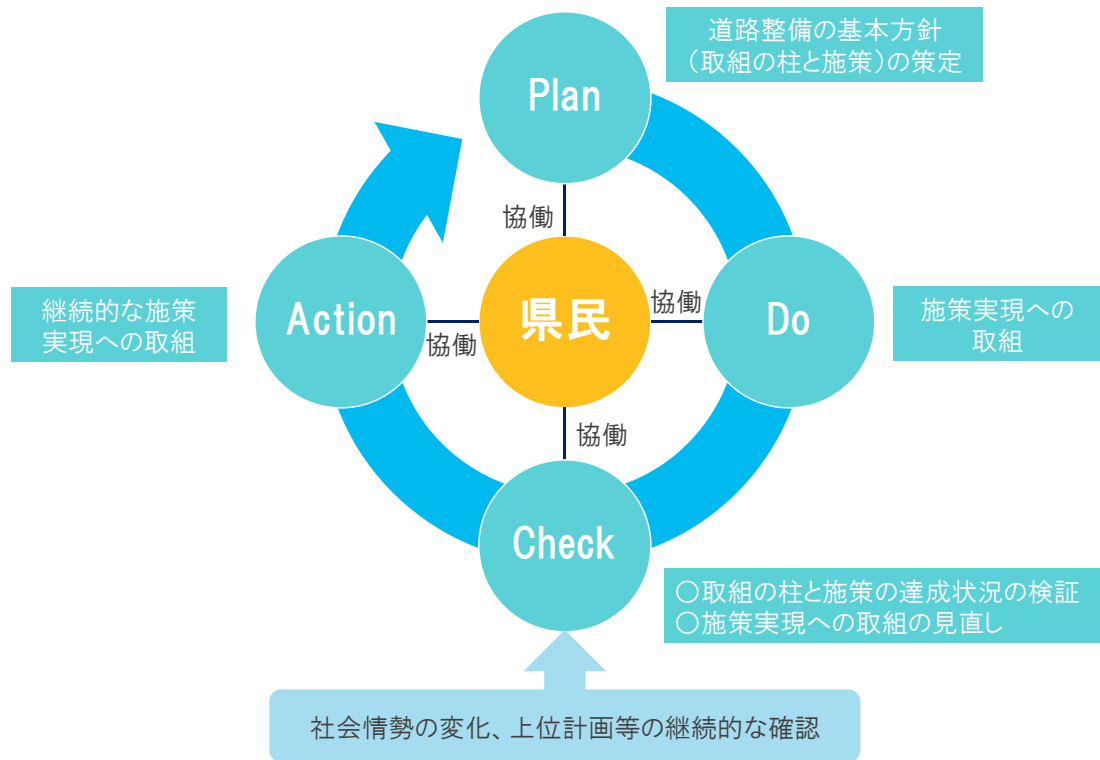 道路整備の基本方針
（取組の柱と施策）の策定
Plan
協働
継続的な施策
実現への取組
Action
協働
県民
協働
Do
施策実現への
取組
協働
Check
○取組の柱と施策の達成状況の検証
○施策実現への取組の見直し
社会情勢の変化、上位計画等の継続的な確認